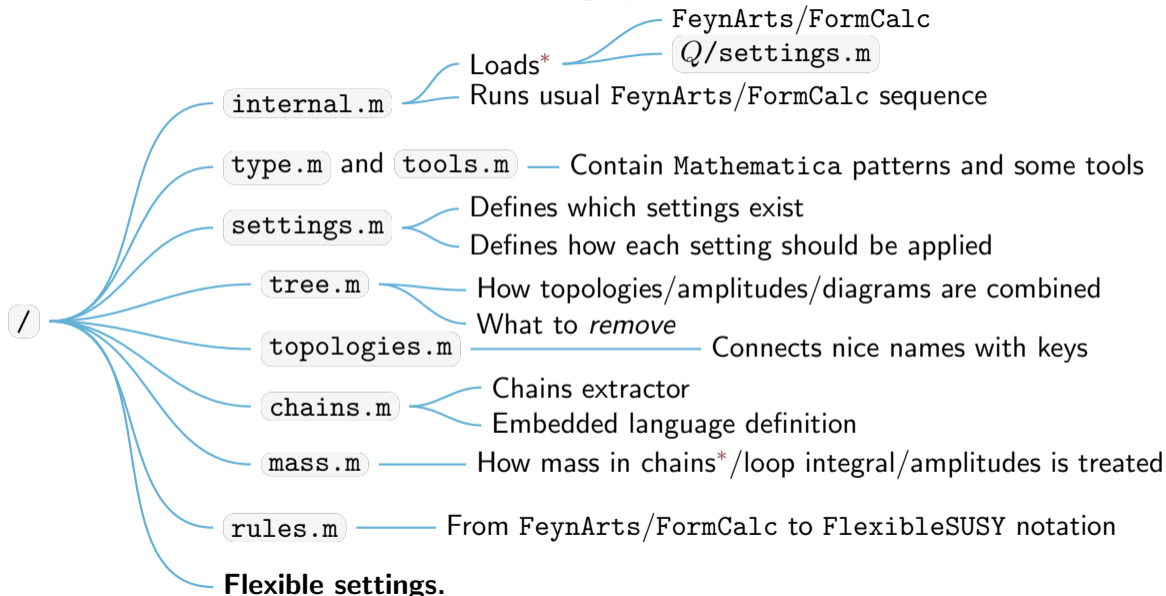 FeynArts/FormCalc
Loads*
Q/settings.m
internal.m
Runs usual FeynArts/FormCalc sequence
type.m and tools.m
Contain Mathematica patterns and some tools
settings.m
Defines which settings exist
Defines how each setting should be applied
tree.m
How topologies/amplitudes/diagrams are combined
What to remove
/
topologies.m
Connects nice names with keys
chains.m
Chains extractor
Embedded language definition
mass.m
How mass in chains*/loop integral/amplitudes is treated
rules.m
From FeynArts/FormCalc to FlexibleSUSY notation
Flexible settings.